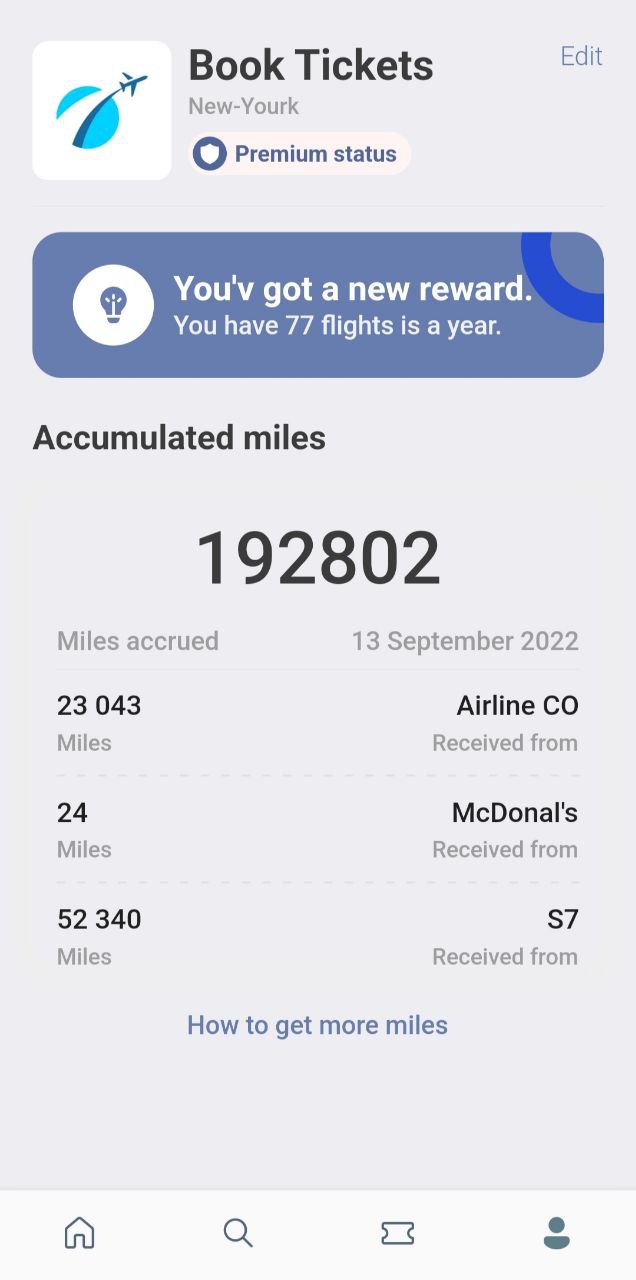 Book Tickets
Edit
New-Yourk
Premium status
You'v got a new reward.
You have 77 flights is a year.
Accumulated miles
192802
Miles accrued 13 September 2022
23 043 Airline CO
Miles Received from
24 McDonal's
Miles Received from
52 340 S7
Miles Received from
How to get more miles